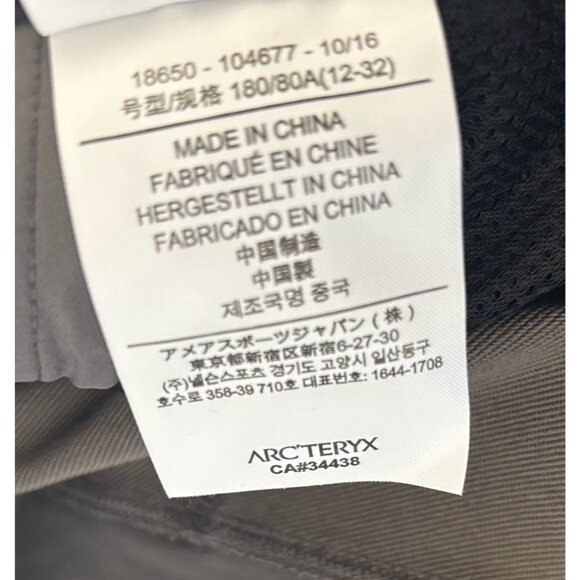 18650 - 104677 - 10/16
号型/规格 180/80A(12-32)
MADE IN CHINA
FABRIQUÉ EN CHINE
HERGESTELLT IN CHINA
FABRICADO EN CHINA
中国制造
中国製
제조국명 중국
アメアスポーツジャパン(株)
東京都新宿区新宿6-27-30
(주)넬슨스포츠 경기도 고양시 일산동구
호수로 358-39 710호 대표번호: 1644-1708
ARC'TERYX
CA#34438